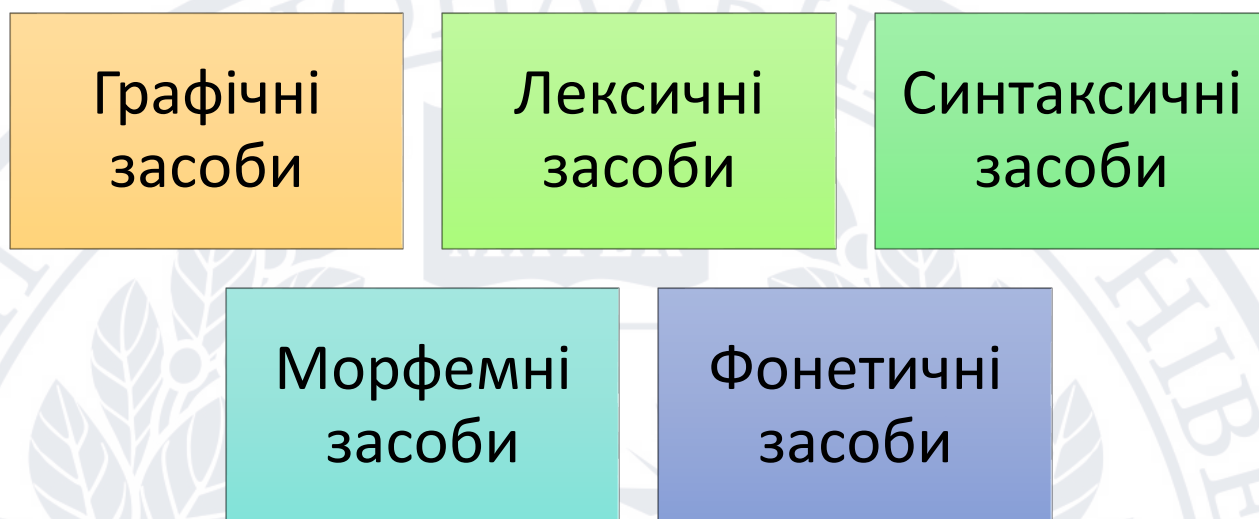 Графічні
засоби
Лексичні
засоби
Синтаксичні
засоби
Морфемні
засоби
Фонетичні
засоби